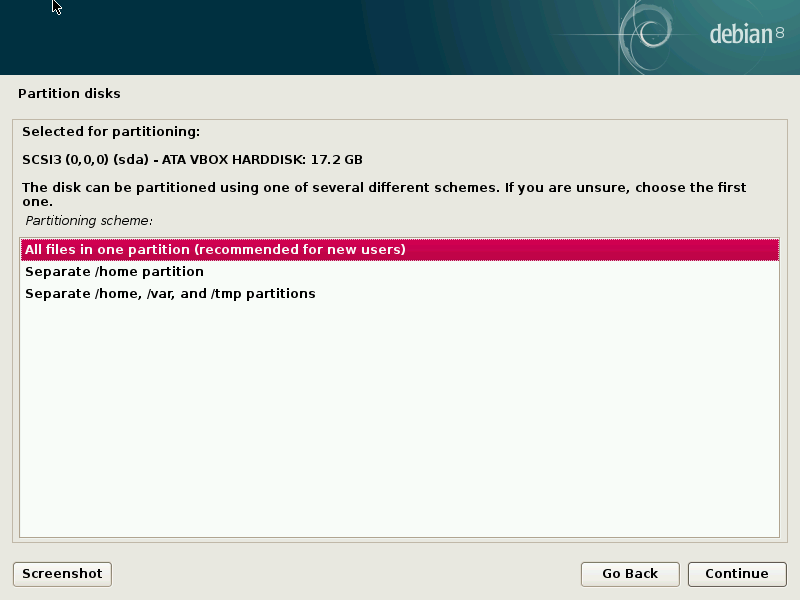 debian 8
Partition disks
Selected for partitioning:
SCSI3 (0,0,0) (sda) - ATA VBOX HARDDISK: 17.2 GB
The disk can be partitioned using one of several different schemes. If you are unsure, choose the first
one.
Partitioning scheme:
All files in one partition (recommended for new users)
Separate /home partition
Separate /home, /var, and /tmp partitions
Screenshot
Go Back
Continue